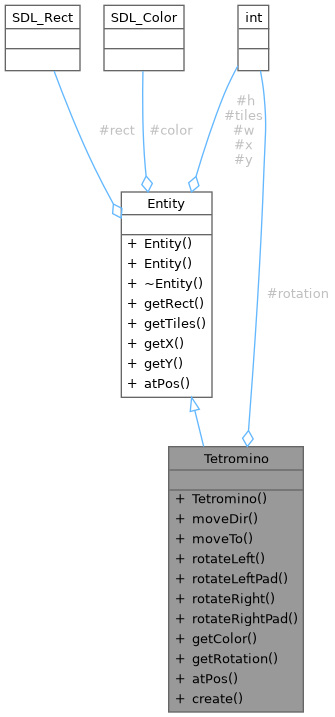 SDL_Rect
SDL_Color
int
#rect
#color
#h
#tiles
#w
#x
#y
Entity
+ Entity()
+ Entity()
+ ~Entity()
+ getRect()
+ getTiles()
+ getX()
+ getY()
+ atPos()
#rotation
Tetromino
+ Tetromino()
+ moveDir()
+ moveTo()
+ rotateLeft()
+ rotateLeftPad()
+ rotateRight()
+ rotateRightPad()
+ getColor()
+ getRotation()
+ atPos()
+ create()